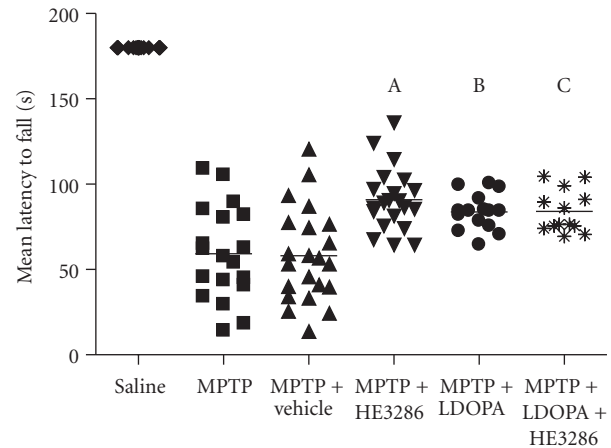 200
150
100
50
0
Mean latency to fall (s)
A
B
C
Saline
MPTP
MPTP +
vehicle
MPTP +
HE3286
MPTP +
LDOPA
MPTP +
LDOPA +
HE3286